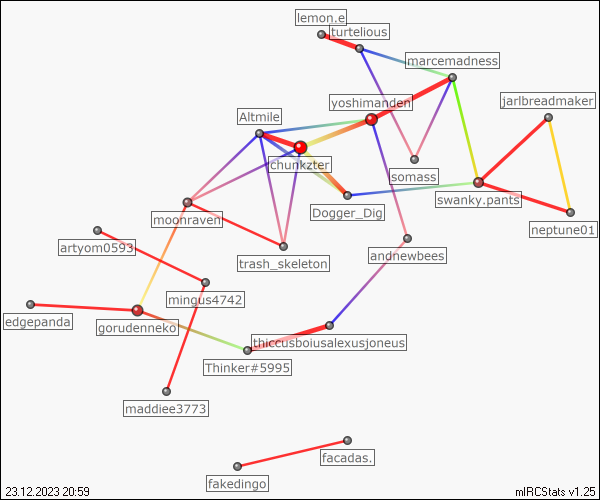 lemon.e
turtelious
marcemadness
yoshimanden
jarlbreadmaker
Altmile
chunkzter
somass
swanky.pants
Dogger_Dig
moonraven
neptune01
artyom0593
trash_skeleton
andnewbees
mingus4742
edgepanda
gorudenneko
thiccusboiusalexusjoneus
Thinker#5995
maddiee3773
facadas.
fakedingo
23.12.2023 20:59
mIRCStats v1.25